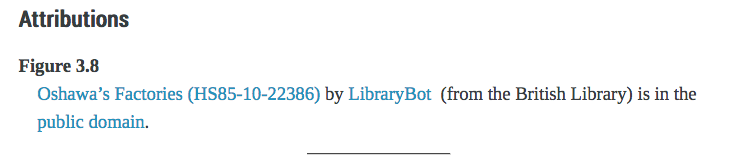 Attributions
Figure 3.8
Oshawa’s Factories (HS85-10-22386) by LibraryBot (from the British Library) is in the
public domain.